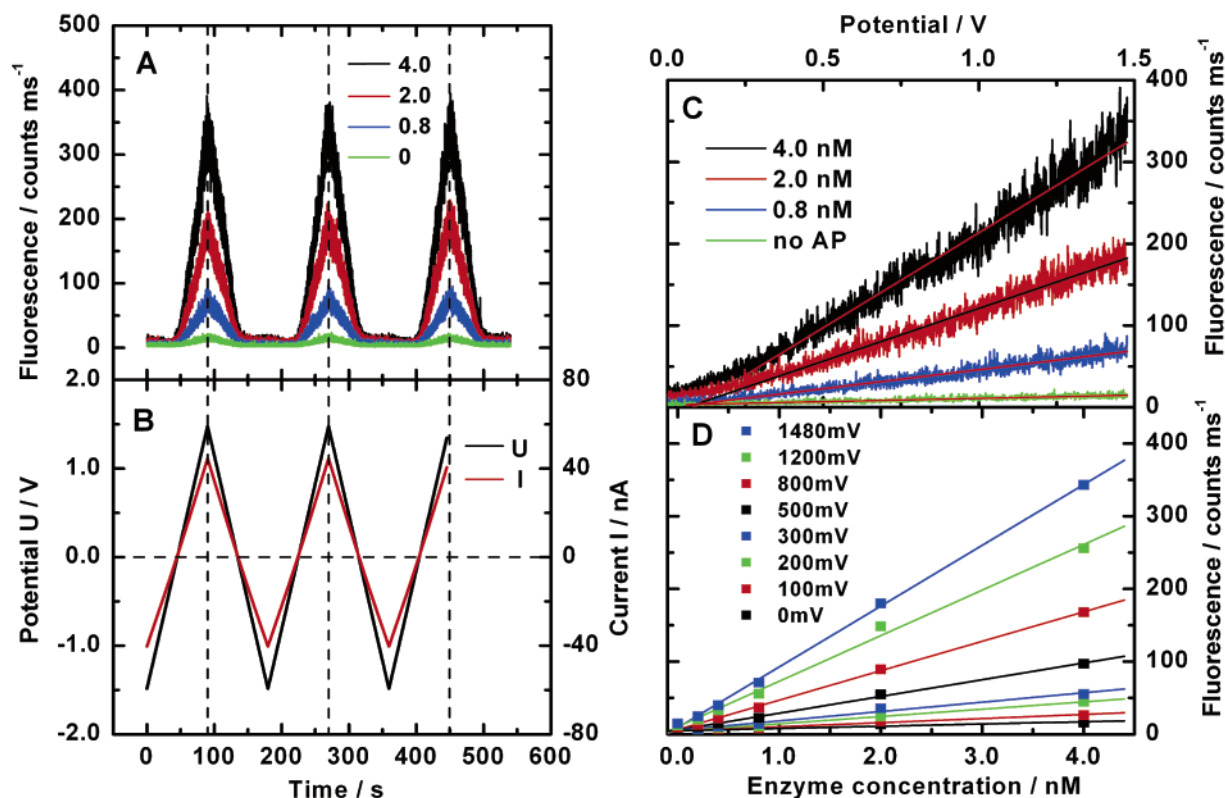 A
Fluorescence / counts ms⁻¹
500
400
300
200
100
0
4.0
2.0
0.8
0
B
Potential U / V
2.0
1.0
0.0
-1.0
-2.0
U
I
80
40
0
-40
-80
Current I / nA
0 100 200 300 400 500 600
Time / s
Potential / V
0.0 0.5 1.0 1.5
C
4.0 nM
2.0 nM
0.8 nM
no AP
400
300
200
100
0
Fluorescence / counts ms⁻¹
D
1480mV
1200mV
800mV
500mV
300mV
200mV
100mV
0mV
400
300
200
100
0
Fluorescence / counts ms⁻¹
0.0 1.0 2.0 3.0 4.0
Enzyme concentration / nM